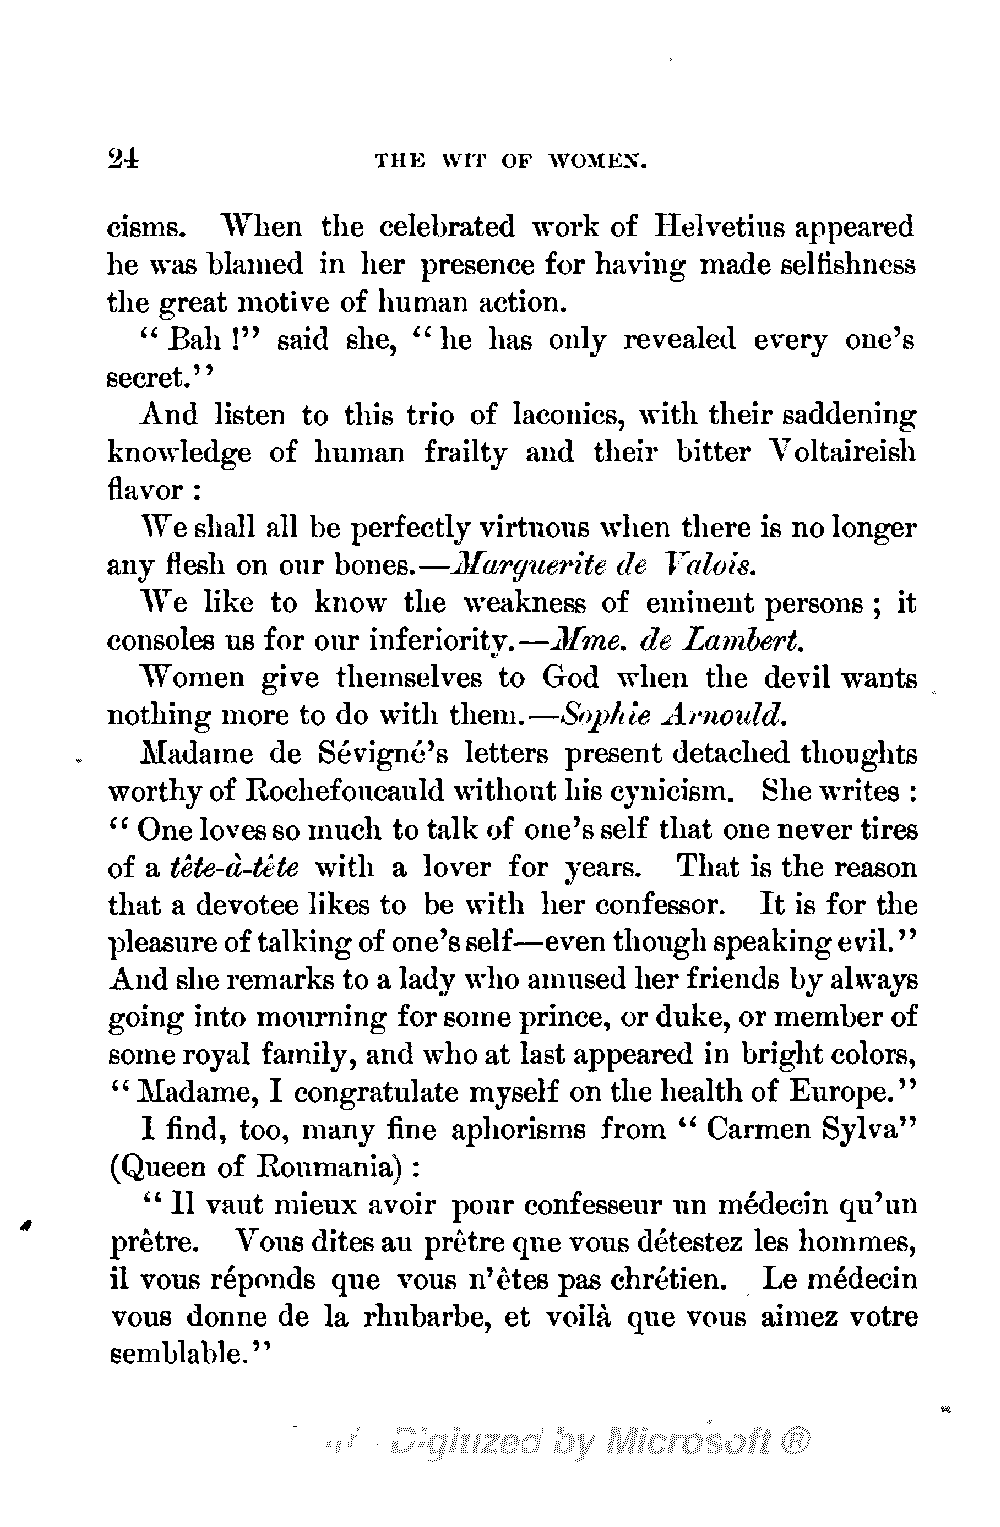 24 THE WIT OF WOMEN.
cisms. When the celebrated work of Helvetius appeared
he was blamed in her presence for having made selfishness
the great motive of human action.
“ Bah !” said she, “ he has only revealed every one’s
secret.”
And listen to this trio of laconics, with their saddening
knowledge of human frailty and their bitter Voltaireish
flavor :
We shall all be perfectly virtuous when there is no longer
any flesh on our bones.—Marguerite de Valois.
We like to know the weakness of eminent persons ; it
consoles us for our inferiority.—Mme. de Lambert.
Women give themselves to God when the devil wants
nothing more to do with them.—Sophie Arnould.
Madame de Sévigné’s letters present detached thoughts
worthy of Rochefoucauld without his cynicism. She writes :
“ One loves so much to talk of one’s self that one never tires
of a tête-à-tête with a lover for years. That is the reason
that a devotee likes to be with her confessor. It is for the
pleasure of talking of one’s self—even though speaking evil.”
And she remarks to a lady who amused her friends by always
going into mourning for some prince, or duke, or member of
some royal family, and who at last appeared in bright colors,
“ Madame, I congratulate myself on the health of Europe.”
I find, too, many fine aphorisms from “ Carmen Sylva”
(Queen of Roumania) :
“ Il vaut mieux avoir pour confesseur un médecin qu’un
prêtre. Vous dites au prêtre que vous détestez les hommes,
il vous réponds que vous n’êtes pas chrétien. Le médecin
vous donne de la rhubarbe, et voilà que vous aimez votre
semblable.”
Digitized by Microsoft ®